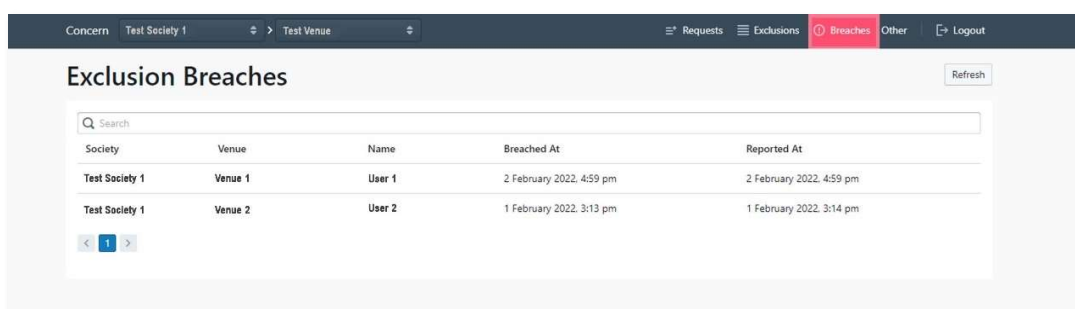 Concern Test Society 1 > Test Venue Requests Exclusions Breaches Other Logout
Exclusion Breaches Refresh
Search
Society Venue Name Breached At Reported At
Test Society 1 Venue 1 User 1 2 February 2022, 4:59 pm 2 February 2022, 4:59 pm
Test Society 1 Venue 2 User 2 1 February 2022, 3:13 pm 1 February 2022, 3:14 pm
< 1 >